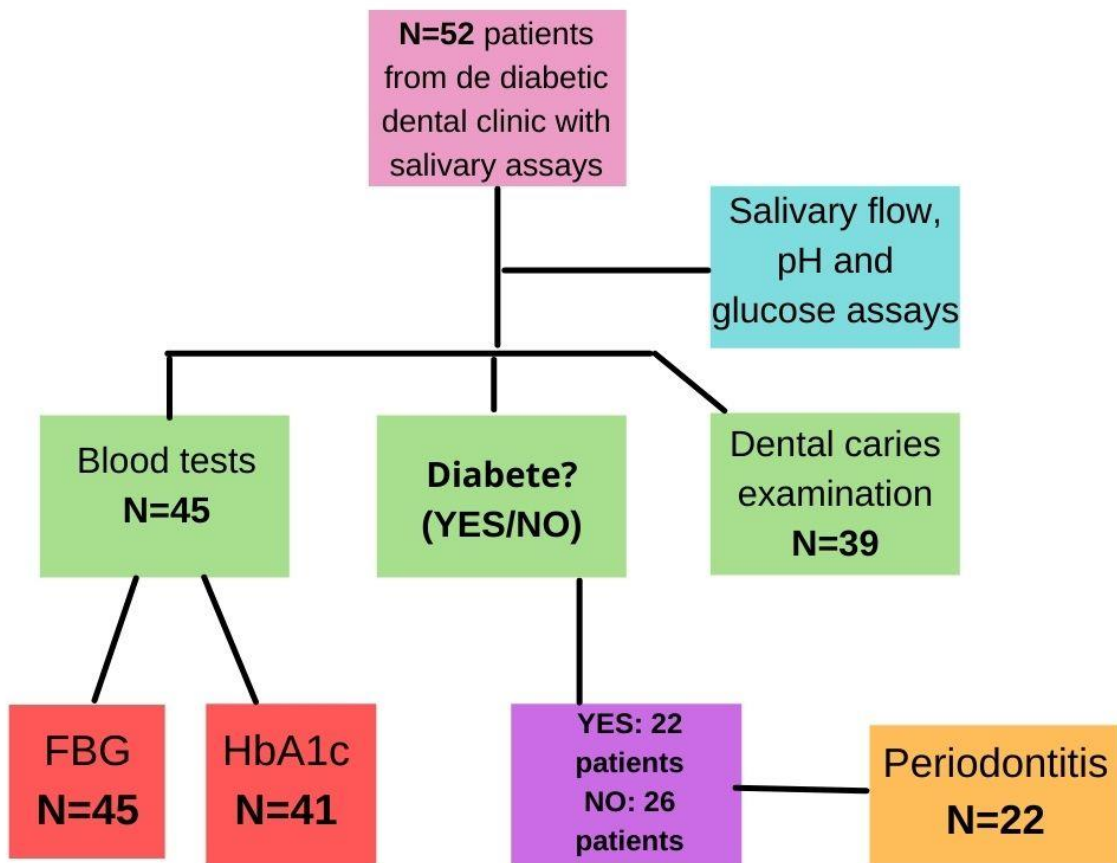 N=52 patients
from de diabetic
dental clinic with
salivary assays
Salivary flow,
pH and
glucose assays
Blood tests
N=45
Diabete?
(YES/NO)
Dental caries
examination
N=39
FBG
N=45
HbA1c
N=41
YES: 22
patients
NO: 26
patients
Periodontitis
N=22